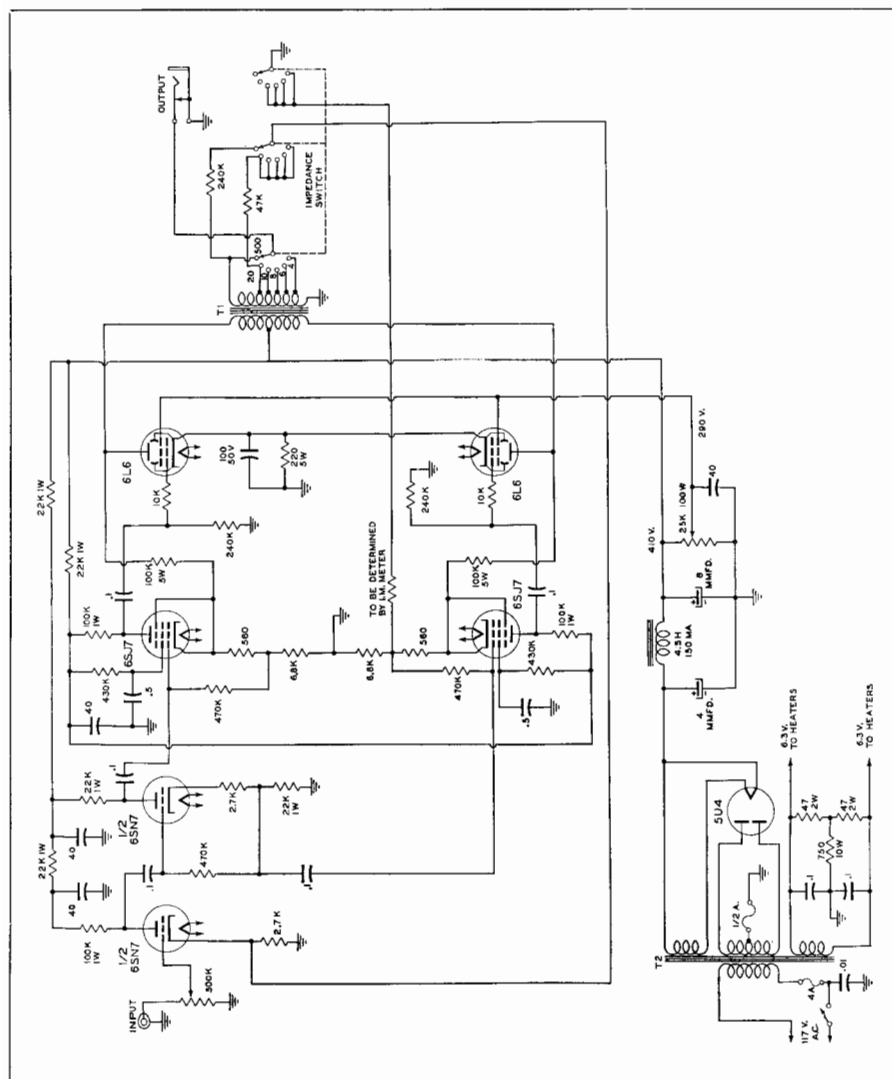 OUTPUT
240K
47K
IMPEDANCE
SWITCH
500
20
10
8
6
4
T1
22K 1W
22K 1W
6L6
10K
240K
100
50V
220
5W
240K
10K
6L6
290 V.
410 V.
25K 100W
40
8
MMFD.
4.5H
150 MA
4
MMFD.
100K
1W
.1
100K
5W
6SJ7
430K
.5
40
470K
560
6.8K
6.8K
560
470K
TO BE DETERMINED
BY I.M. METER
100K
5W
.1
6SJ7
100K
1W
430K
.5
22K
1W
.1
22K 1W
40
40
1/2
6SN7
2.7K
22K
1W
.1
470K
.1
100K
1W
1/2
6SN7
2.7K
500K
INPUT
6.3 V.
TO HEATERS
6.3 V.
TO HEATERS
47
2W
47
2W
750
10W
.1
.1
5U4
1/2 A.
T2
4A
.01
117 V.
A.C.